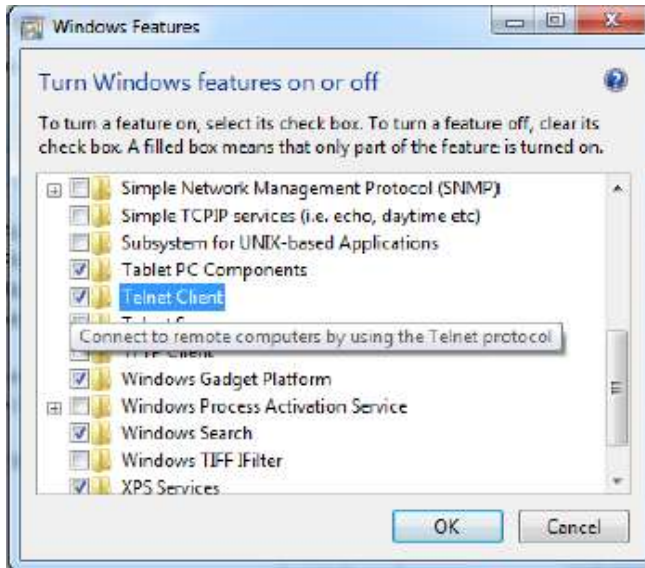 Windows Features
Turn Windows features on or off
To turn a feature on, select its check box. To turn a feature off, clear its
check box. A filled box means that only part of the feature is turned on.
Simple Network Management Protocol (SNMP)
Simple TCPIP services (i.e. echo, daytime etc)
Subsystem for UNIX-based Applications
Tablet PC Components
Telnet Client
Connect to remote computers by using the Telnet protocol
Windows Gadget Platform
Windows Process Activation Service
Windows Search
Windows TIFF IFilter
XPS Services
OK
Cancel